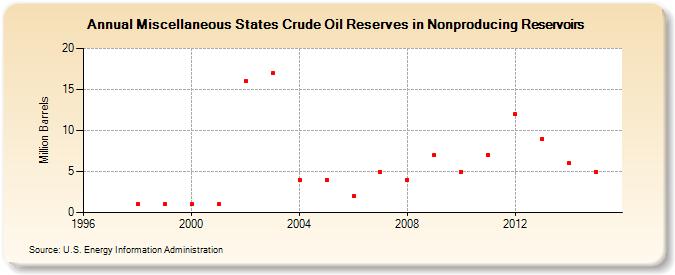 Annual Miscellaneous States Crude Oil Reserves in Nonproducing Reservoirs
Million Barrels
20
15
10
5
0
1996 2000 2004 2008 2012
Source: U.S. Energy Information Administration